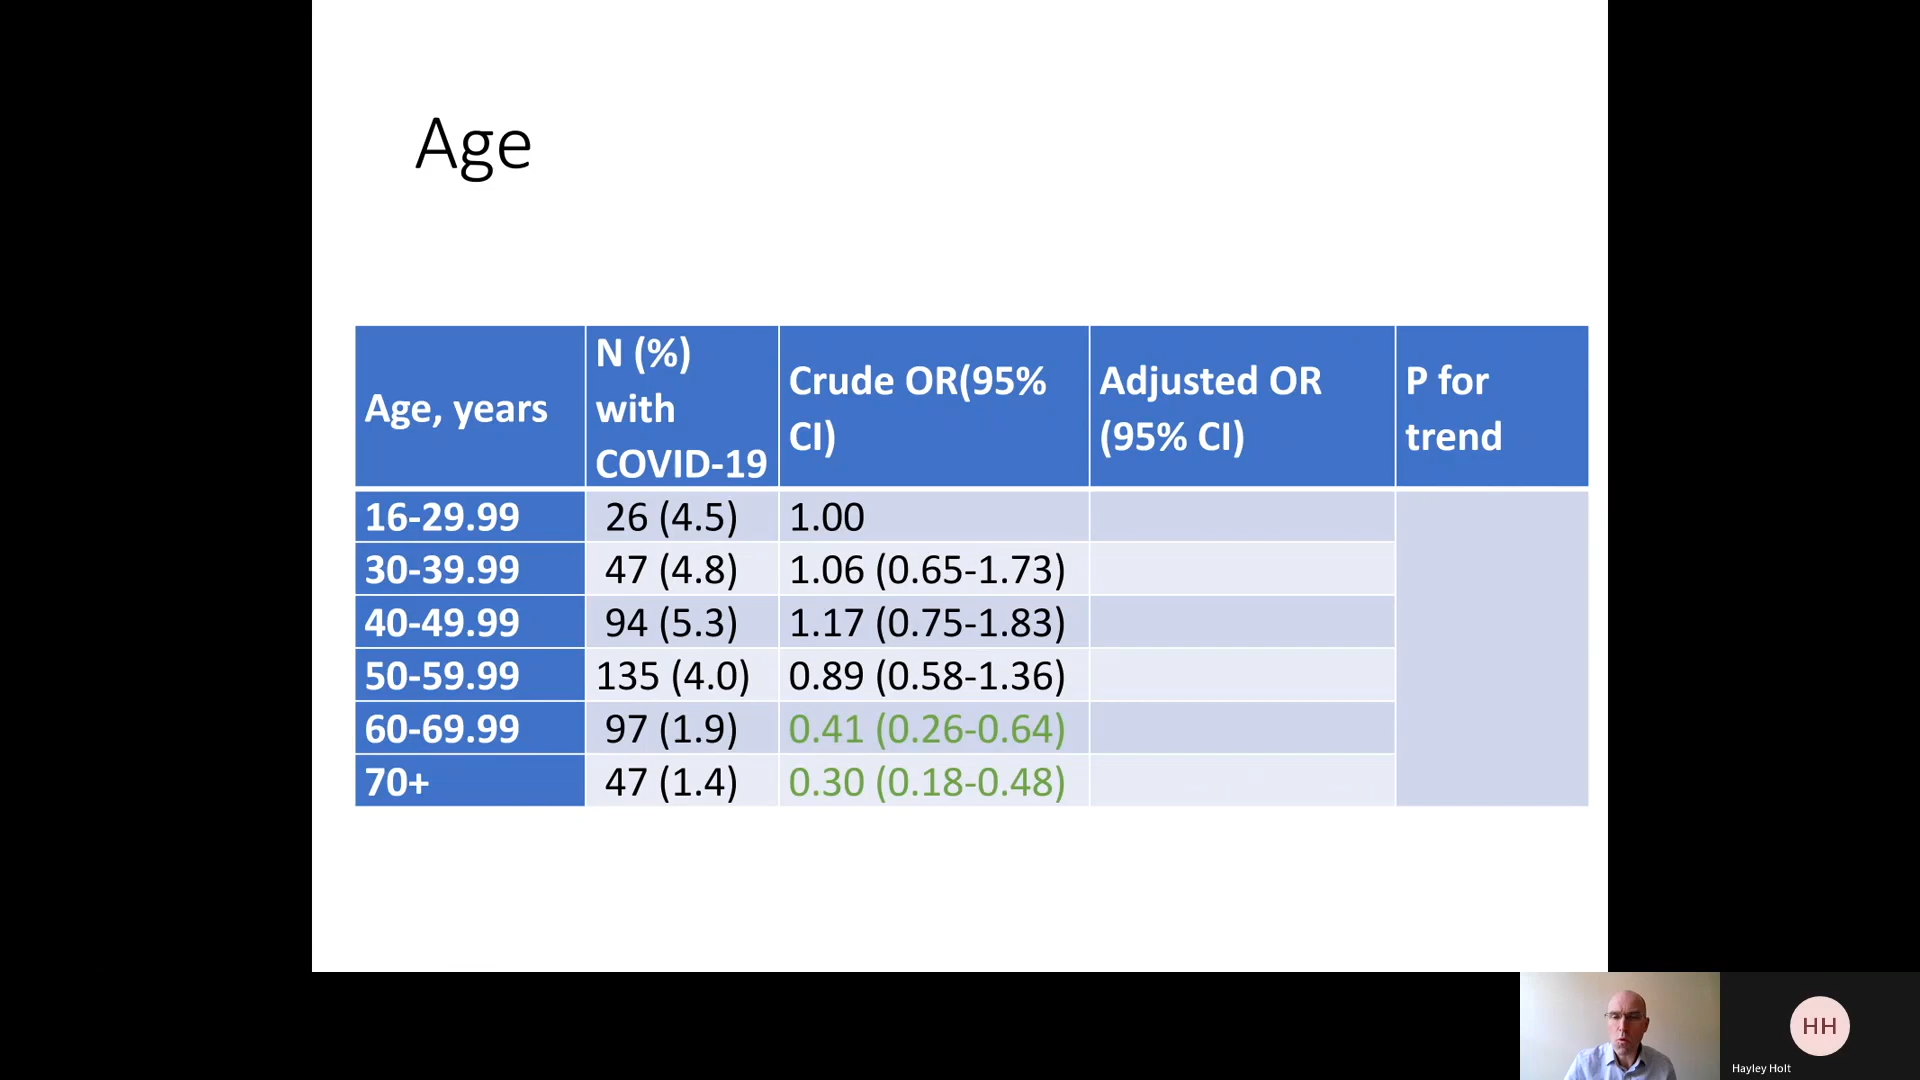 Age
Age, years
N (%)
with
COVID-19
Crude OR(95%
CI)
Adjusted OR
(95% CI)
P for
trend
16-29.99 26 (4.5) 1.00
30-39.99 47 (4.8) 1.06 (0.65-1.73)
40-49.99 94 (5.3) 1.17 (0.75-1.83)
50-59.99 135 (4.0) 0.89 (0.58-1.36)
60-69.99 97 (1.9) 0.41 (0.26-0.64)
70+ 47 (1.4) 0.30 (0.18-0.48)
HH
Hayley Holt